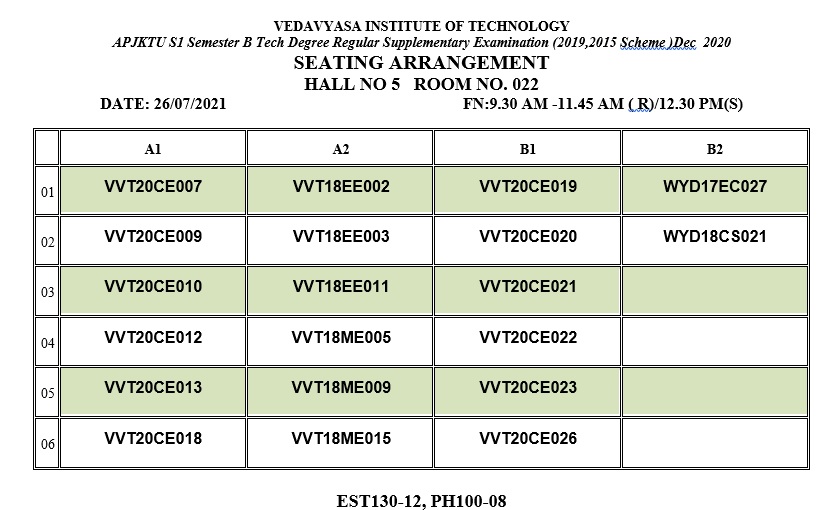 VEDAVYASA INSTITUTE OF TECHNOLOGY
APJKTU S1 Semester B Tech Degree Regular Supplementary Examination (2019,2015 Scheme )Dec 2020
SEATING ARRANGEMENT
HALL NO 5 ROOM NO. 022
DATE: 26/07/2021 FN:9.30 AM -11.45 AM ( R)/12.30 PM(S)
A1 A2 B1 B2
01 VVT20CE007 VVT18EE002 VVT20CE019 WYD17EC027
02 VVT20CE009 VVT18EE003 VVT20CE020 WYD18CS021
03 VVT20CE010 VVT18EE011 VVT20CE021
04 VVT20CE012 VVT18ME005 VVT20CE022
05 VVT20CE013 VVT18ME009 VVT20CE023
06 VVT20CE018 VVT18ME015 VVT20CE026
EST130-12, PH100-08